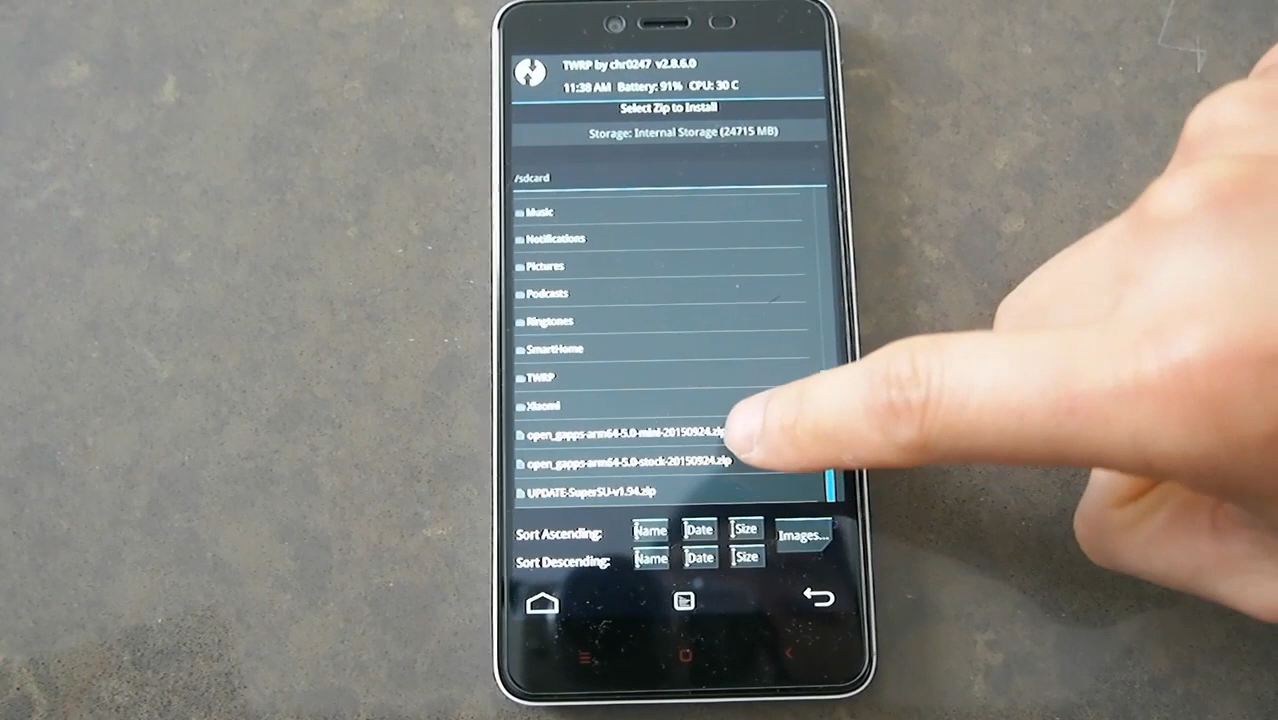 TWRP by chr0247 v2.8.6.0
11:38 AM Battery: 91% CPU: 30 C
Select Zip to Install
Storage: Internal Storage (24715 MB)
/sdcard
Music
Notifications
Pictures
Podcasts
Ringtones
SmartHome
TWRP
Xiaomi
open_gapps-arm64-5.0-mini-20150924.zip
open_gapps-arm64-5.0-stock-20150924.zip
UPDATE-SuperSU-v1.94.zip
Sort Ascending: Name Date Size Images...
Sort Descending: Name Date Size